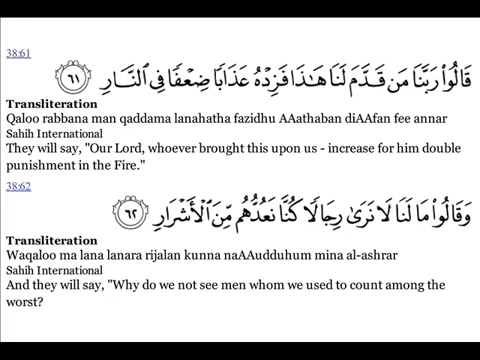 38:61
قَالُوا۟ رَبَّنَا مَن قَدَّمَ لَنَا هَـٰذَا فَزِدْهُ عَذَابًا ضِعْفًا فِى ٱلنَّارِ ﴿٦١﴾
Transliteration
Qaloo rabbana man qaddama lanahatha fazidhu AAathaban diAAfan fee annar
Sahih International
They will say, "Our Lord, whoever brought this upon us - increase for him double
punishment in the Fire."
38:62
وَقَالُوا۟ مَا لَنَا لَا نَرَىٰ رِجَالًا كُنَّا نَعُدُّهُم مِّنَ ٱلْأَشْرَارِ ﴿٦٢﴾
Transliteration
Waqaloo ma lana lanara rijalan kunna naAAudduhum mina al-ashrar
Sahih International
And they will say, "Why do we not see men whom we used to count among the
worst?